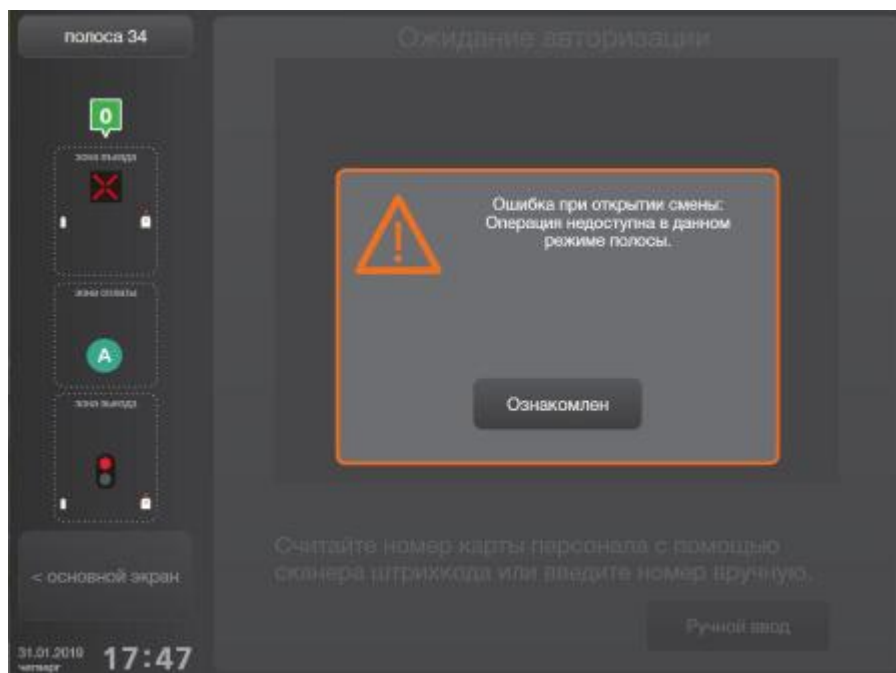 полоса 34
0
зона въезда
зона оплаты
A
зона выезда
< основной экран
31.01.2019
четверг
17:47
Ожидание авторизации
Ошибка при открытии смены:
Операция недоступна в данном
режиме полосы.
Ознакомлен
Считайте номер карты персонала с помощью
сканера штрихкода или введите номер вручную.
Ручной ввод